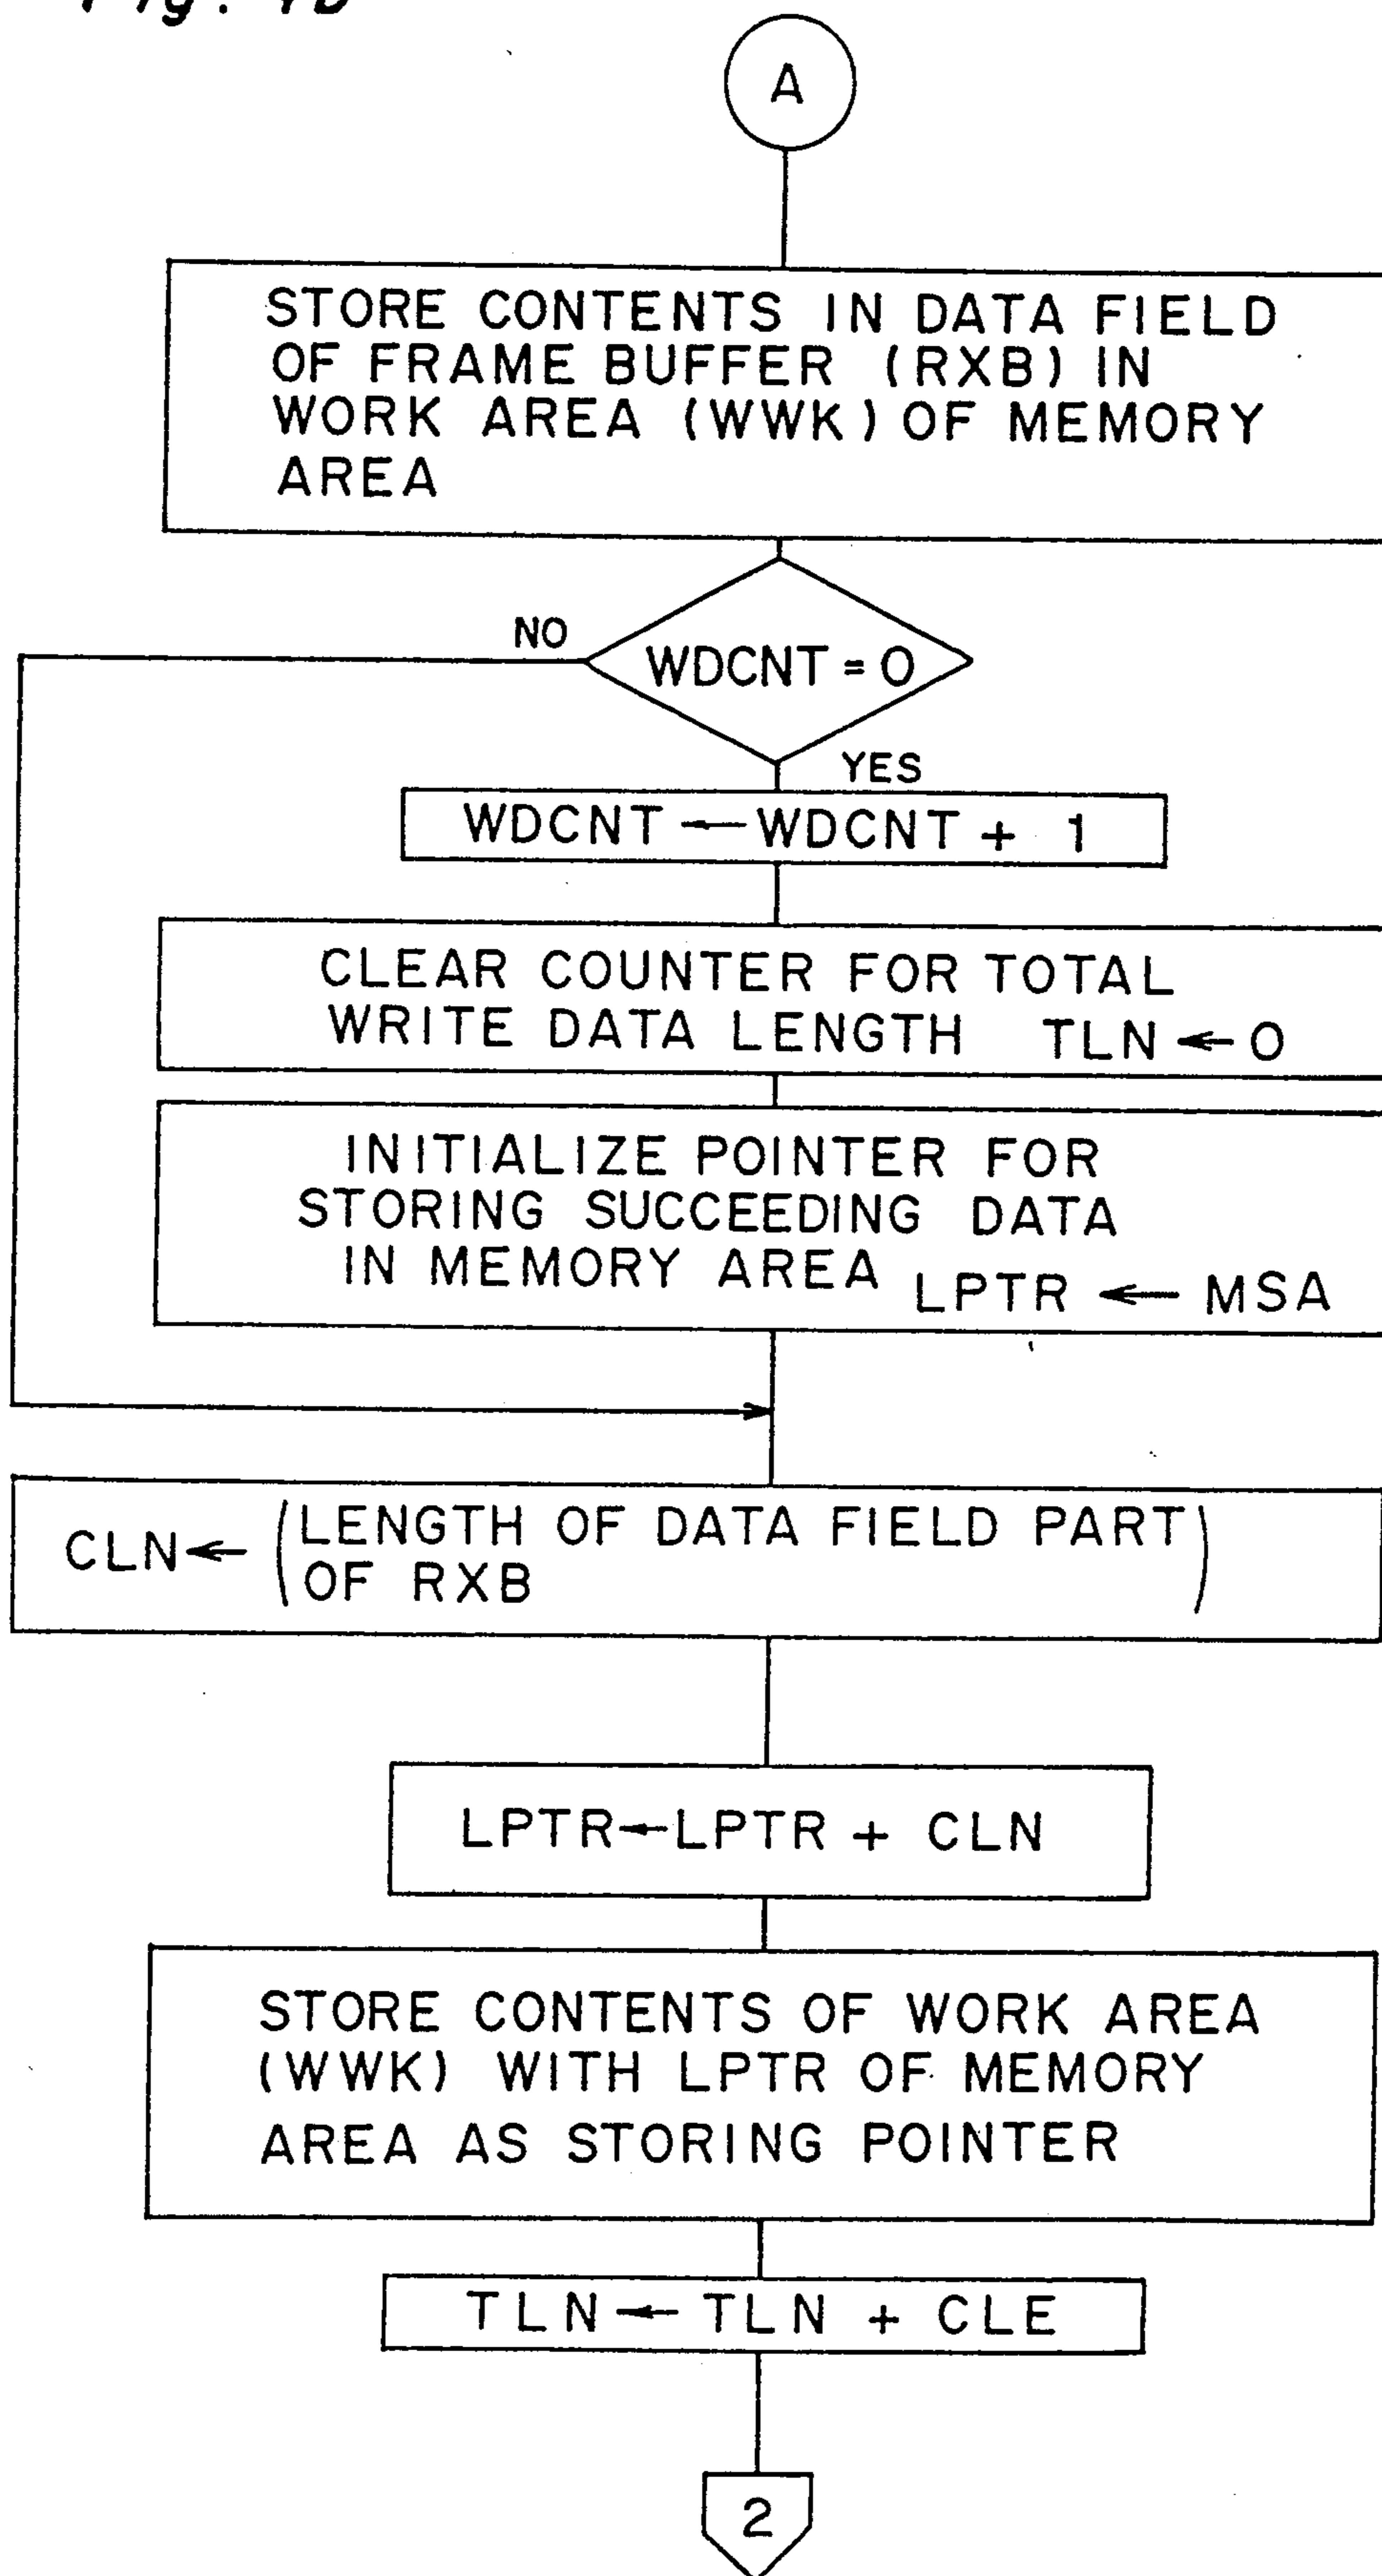 A
STORE CONTENTS IN DATA FIELD
OF FRAME BUFFER (RXB) IN
WORK AREA (WWK) OF MEMORY
AREA
NO
WDCNT = 0
YES
WDCNT ← WDCNT + 1
CLEAR COUNTER FOR TOTAL
WRITE DATA LENGTH TLN ← 0
INITIALIZE POINTER FOR
STORING SUCCEEDING DATA
IN MEMORY AREA LPTR ← MSA
CLN ← (LENGTH OF DATA FIELD PART
OF RXB)
LPTR ← LPTR + CLN
STORE CONTENTS OF WORK AREA
(WWK) WITH LPTR OF MEMORY
AREA AS STORING POINTER
TLN ← TLN + CLE
2